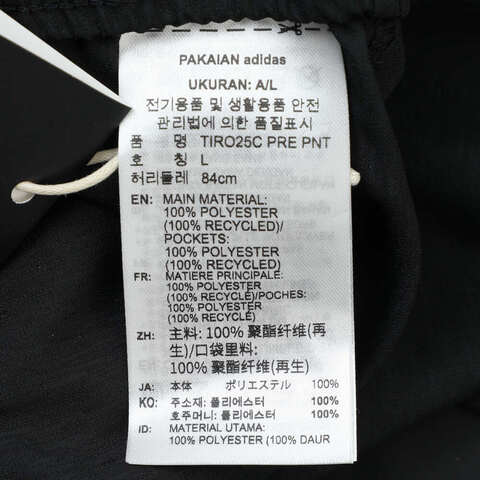 PAKAIAN adidas
UKURAN: A/L
전기용품 및 생활용품 안전
관리법에 의한 품질표시
품 명 TIRO25C PRE PNT
호 칭 L
허리둘레 84cm
EN: MAIN MATERIAL:
100% POLYESTER
(100% RECYCLED)/
POCKETS:
100% POLYESTER
(100% RECYCLED)
FR: MATIERE PRINCIPALE:
100% POLYESTER
(100% RECYCLÉ)/POCHES:
100% POLYESTER
(100% RECYCLÉ)
ZH: 主料: 100% 聚酯纤维(再
生)/口袋里料:
100% 聚酯纤维(再生)
JA: 本体 ポリエステル 100%
KO: 주소재: 폴리에스터 100%
호주머니: 폴리에스터 100%
ID: MATERIAL UTAMA:
100% POLYESTER (100% DAUR